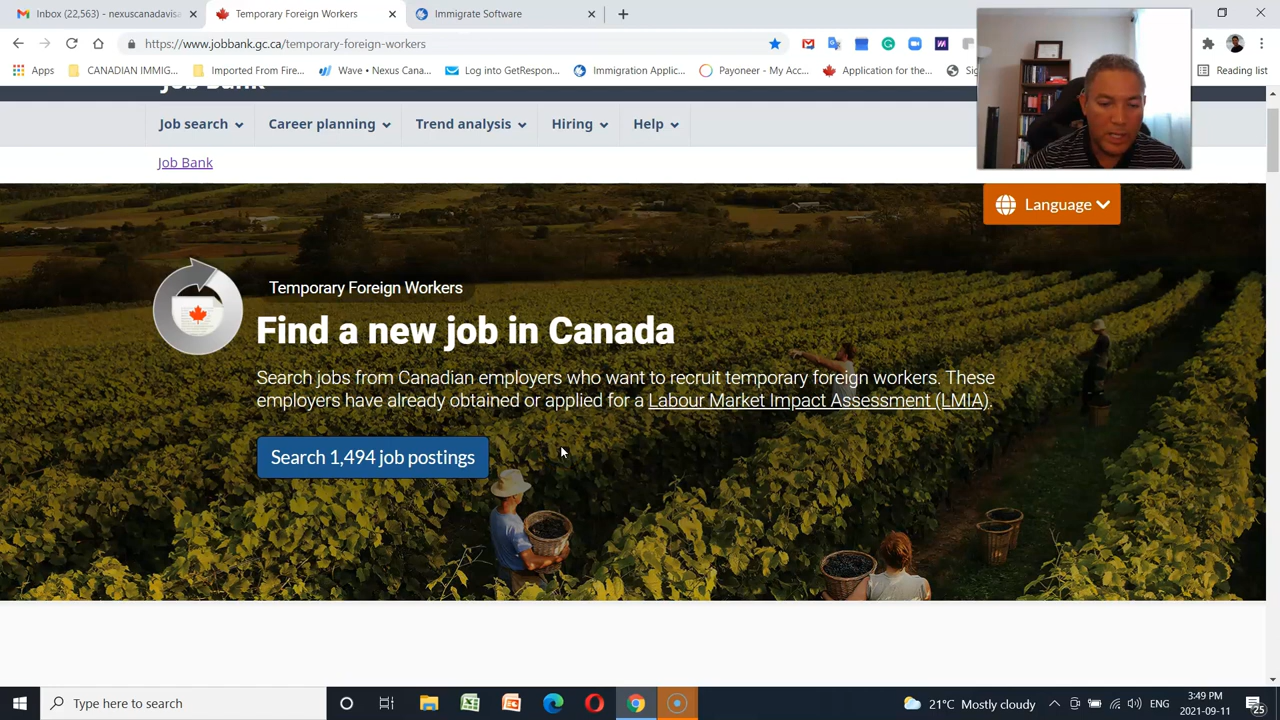 Inbox (22,563) - nexuscanadavisa
Temporary Foreign Workers
Immigrate Software
https://www.jobbank.gc.ca/temporary-foreign-workers
Apps
CANADIAN IMMIG...
Imported From Fire...
Wave • Nexus Cana...
Log into GetRespon...
Immigration Applic...
Payoneer - My Acc...
Application for the...
Reading list
Job Bank
Job search
Career planning
Trend analysis
Hiring
Help
Job Bank
Language
Temporary Foreign Workers
Find a new job in Canada
Search jobs from Canadian employers who want to recruit temporary foreign workers. These
employers have already obtained or applied for a Labour Market Impact Assessment (LMIA).
Search 1,494 job postings
Type here to search
21°C Mostly cloudy
ENG
3:49 PM
2021-09-11
25